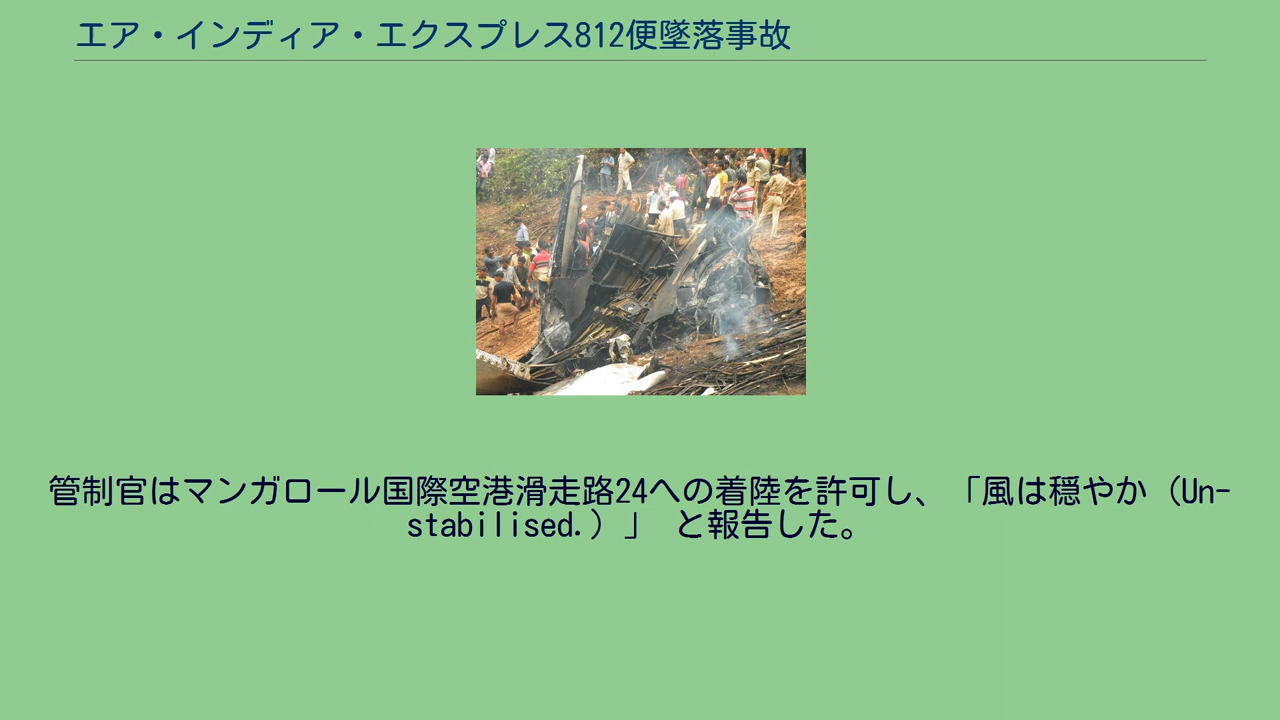 エア・インディア・エクスプレス812便墜落事故
管制官はマンガロール国際空港滑走路24への着陸を許可し、「風は穏やか（Un-
stabilised.）」 と報告した。